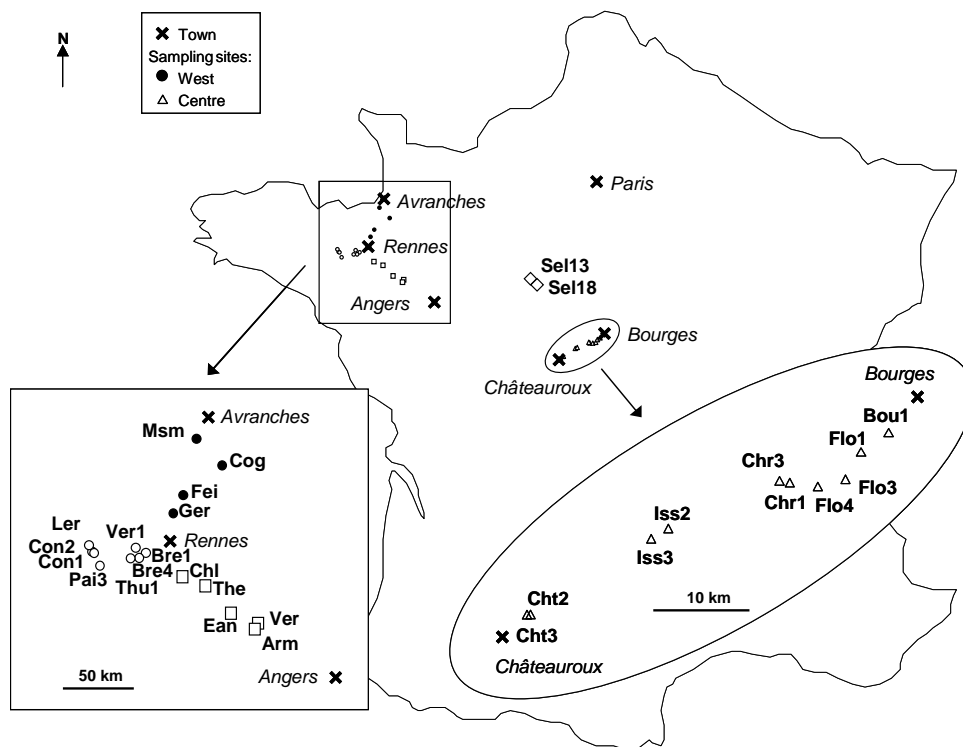 N
Town
Sampling sites:
West
Centre
Paris
Avranches
Rennes
Angers
Sel13
Sel18
Bourges
Châteauroux
Avranches
Msm
Cog
Fei
Ger
Rennes
Ler
Ver1
Con2
Bre1
Con1
Bre4
Chl
Pai3
Thu1
The
Ean
Ver
Arm
Angers
50 km
Bourges
Bou1
Flo1
Chr3
Flo3
Chr1
Flo4
Iss2
Iss3
10 km
Cht2
Cht3
Châteauroux